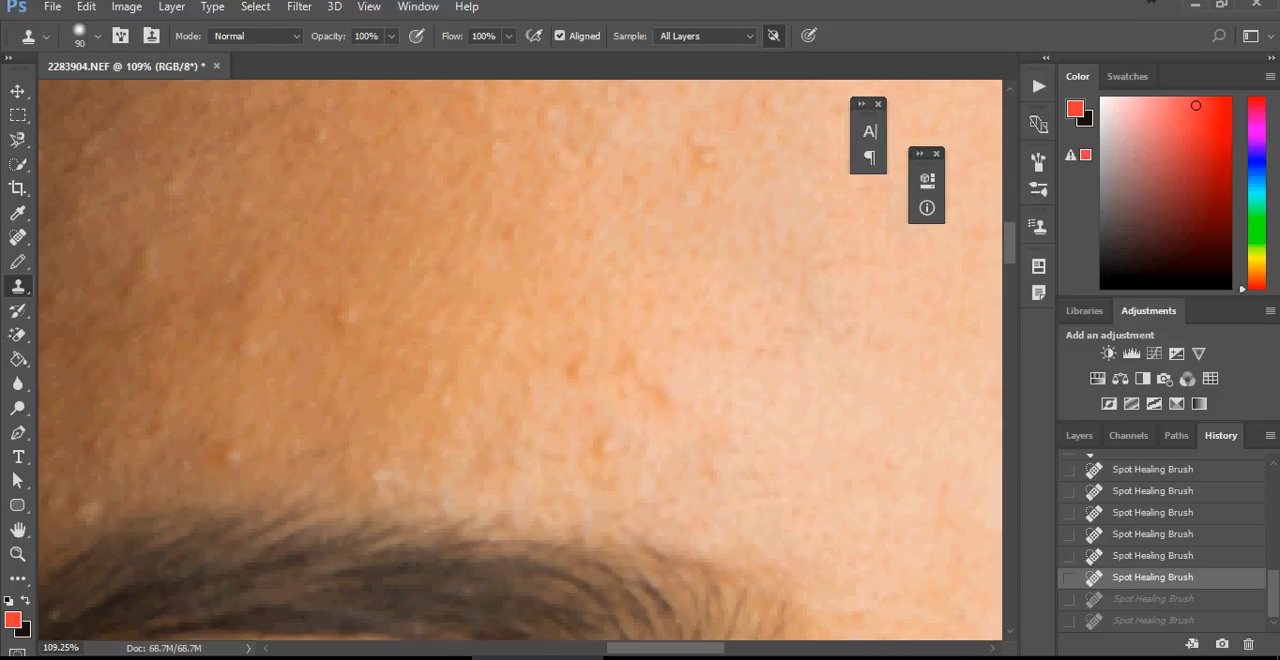 Ps File Edit Image Layer Type Select Filter 3D View Window Help
90 Mode: Normal Opacity: 100% Flow: 100% Aligned Sample: All Layers
2283904.NEF @ 109% (RGB/8*) * ×
Color Swatches
A|
¶
Libraries Adjustments
Add an adjustment
Layers Channels Paths History
Spot Healing Brush
Spot Healing Brush
Spot Healing Brush
Spot Healing Brush
Spot Healing Brush
Spot Healing Brush
Spot Healing Brush
Spot Healing Brush
109.25% Doc: 68.7M/68.7M